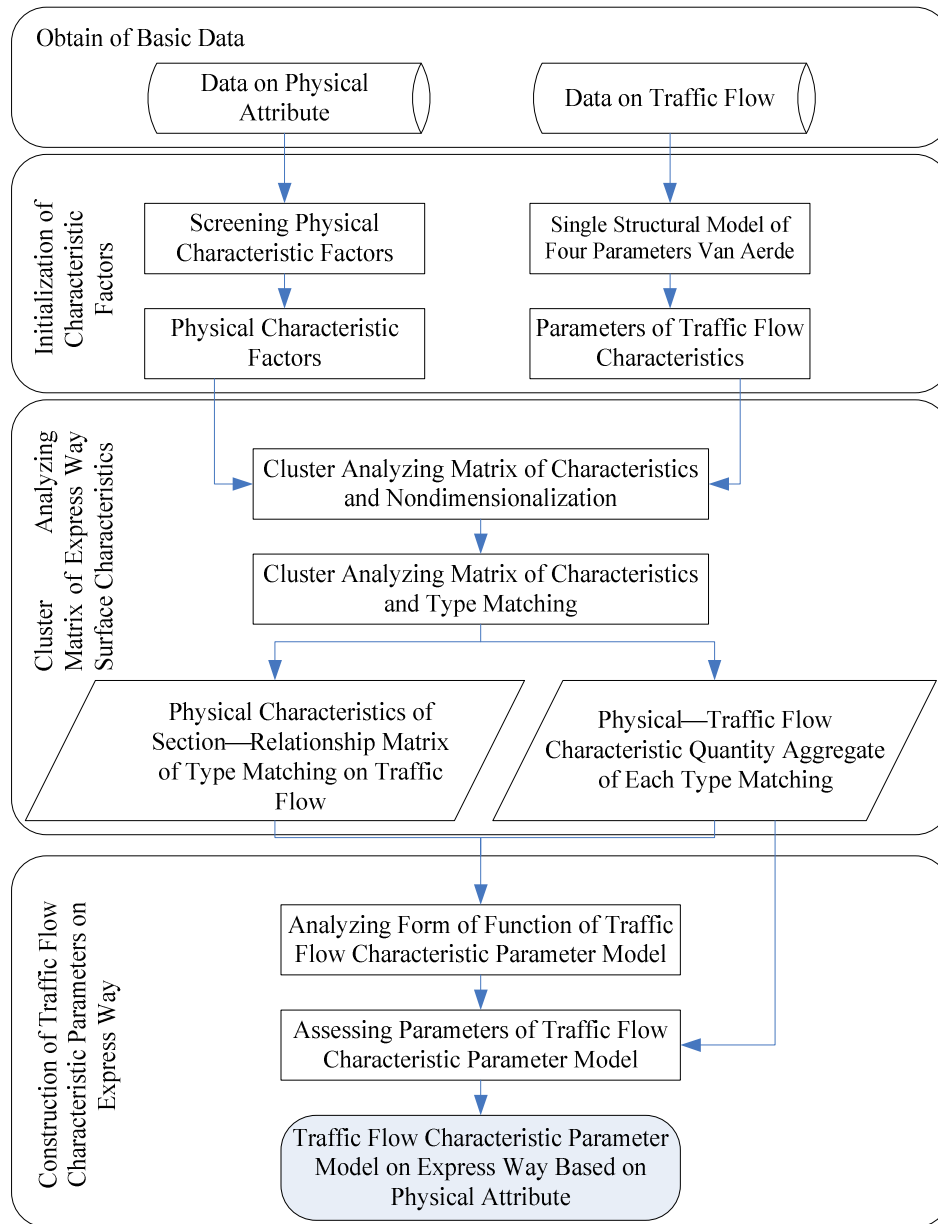 Obtain of Basic Data
Data on Physical
Attribute
Data on Traffic Flow
Initialization of
Characteristic
Factors
Screening Physical
Characteristic Factors
Single Structural Model of
Four Parameters Van Aerde
Physical Characteristic
Factors
Parameters of Traffic Flow
Characteristics
Cluster Analyzing
Matrix of Express Way
Surface Characteristics
Cluster Analyzing Matrix of Characteristics
and Nondimensionalization
Cluster Analyzing Matrix of Characteristics
and Type Matching
Physical Characteristics of
Section—Relationship Matrix
of Type Matching on Traffic
Flow
Physical—Traffic Flow
Characteristic Quantity Aggregate
of Each Type Matching
Construction of Traffic Flow
Characteristic Parameters on
Express Way
Analyzing Form of Function of Traffic
Flow Characteristic Parameter Model
Assessing Parameters of Traffic Flow
Characteristic Parameter Model
Traffic Flow Characteristic Parameter
Model on Express Way Based on
Physical Attribute